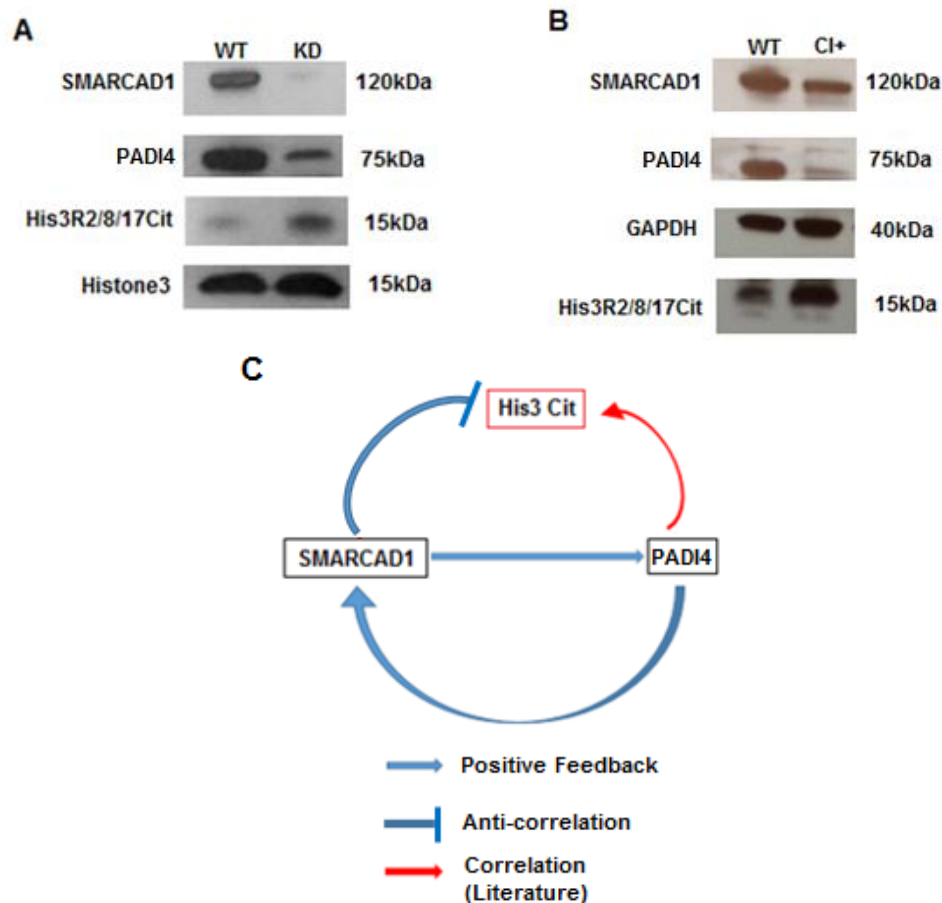 A
WT KD
SMARCAD1 120kDa
PADI4 75kDa
His3R2/8/17Cit 15kDa
Histone3 15kDa
B
WT CI+
SMARCAD1 120kDa
PADI4 75kDa
GAPDH 40kDa
His3R2/8/17Cit 15kDa
C
His3 Cit
SMARCAD1 PADI4
Positive Feedback
Anti-correlation
Correlation
(Literature)